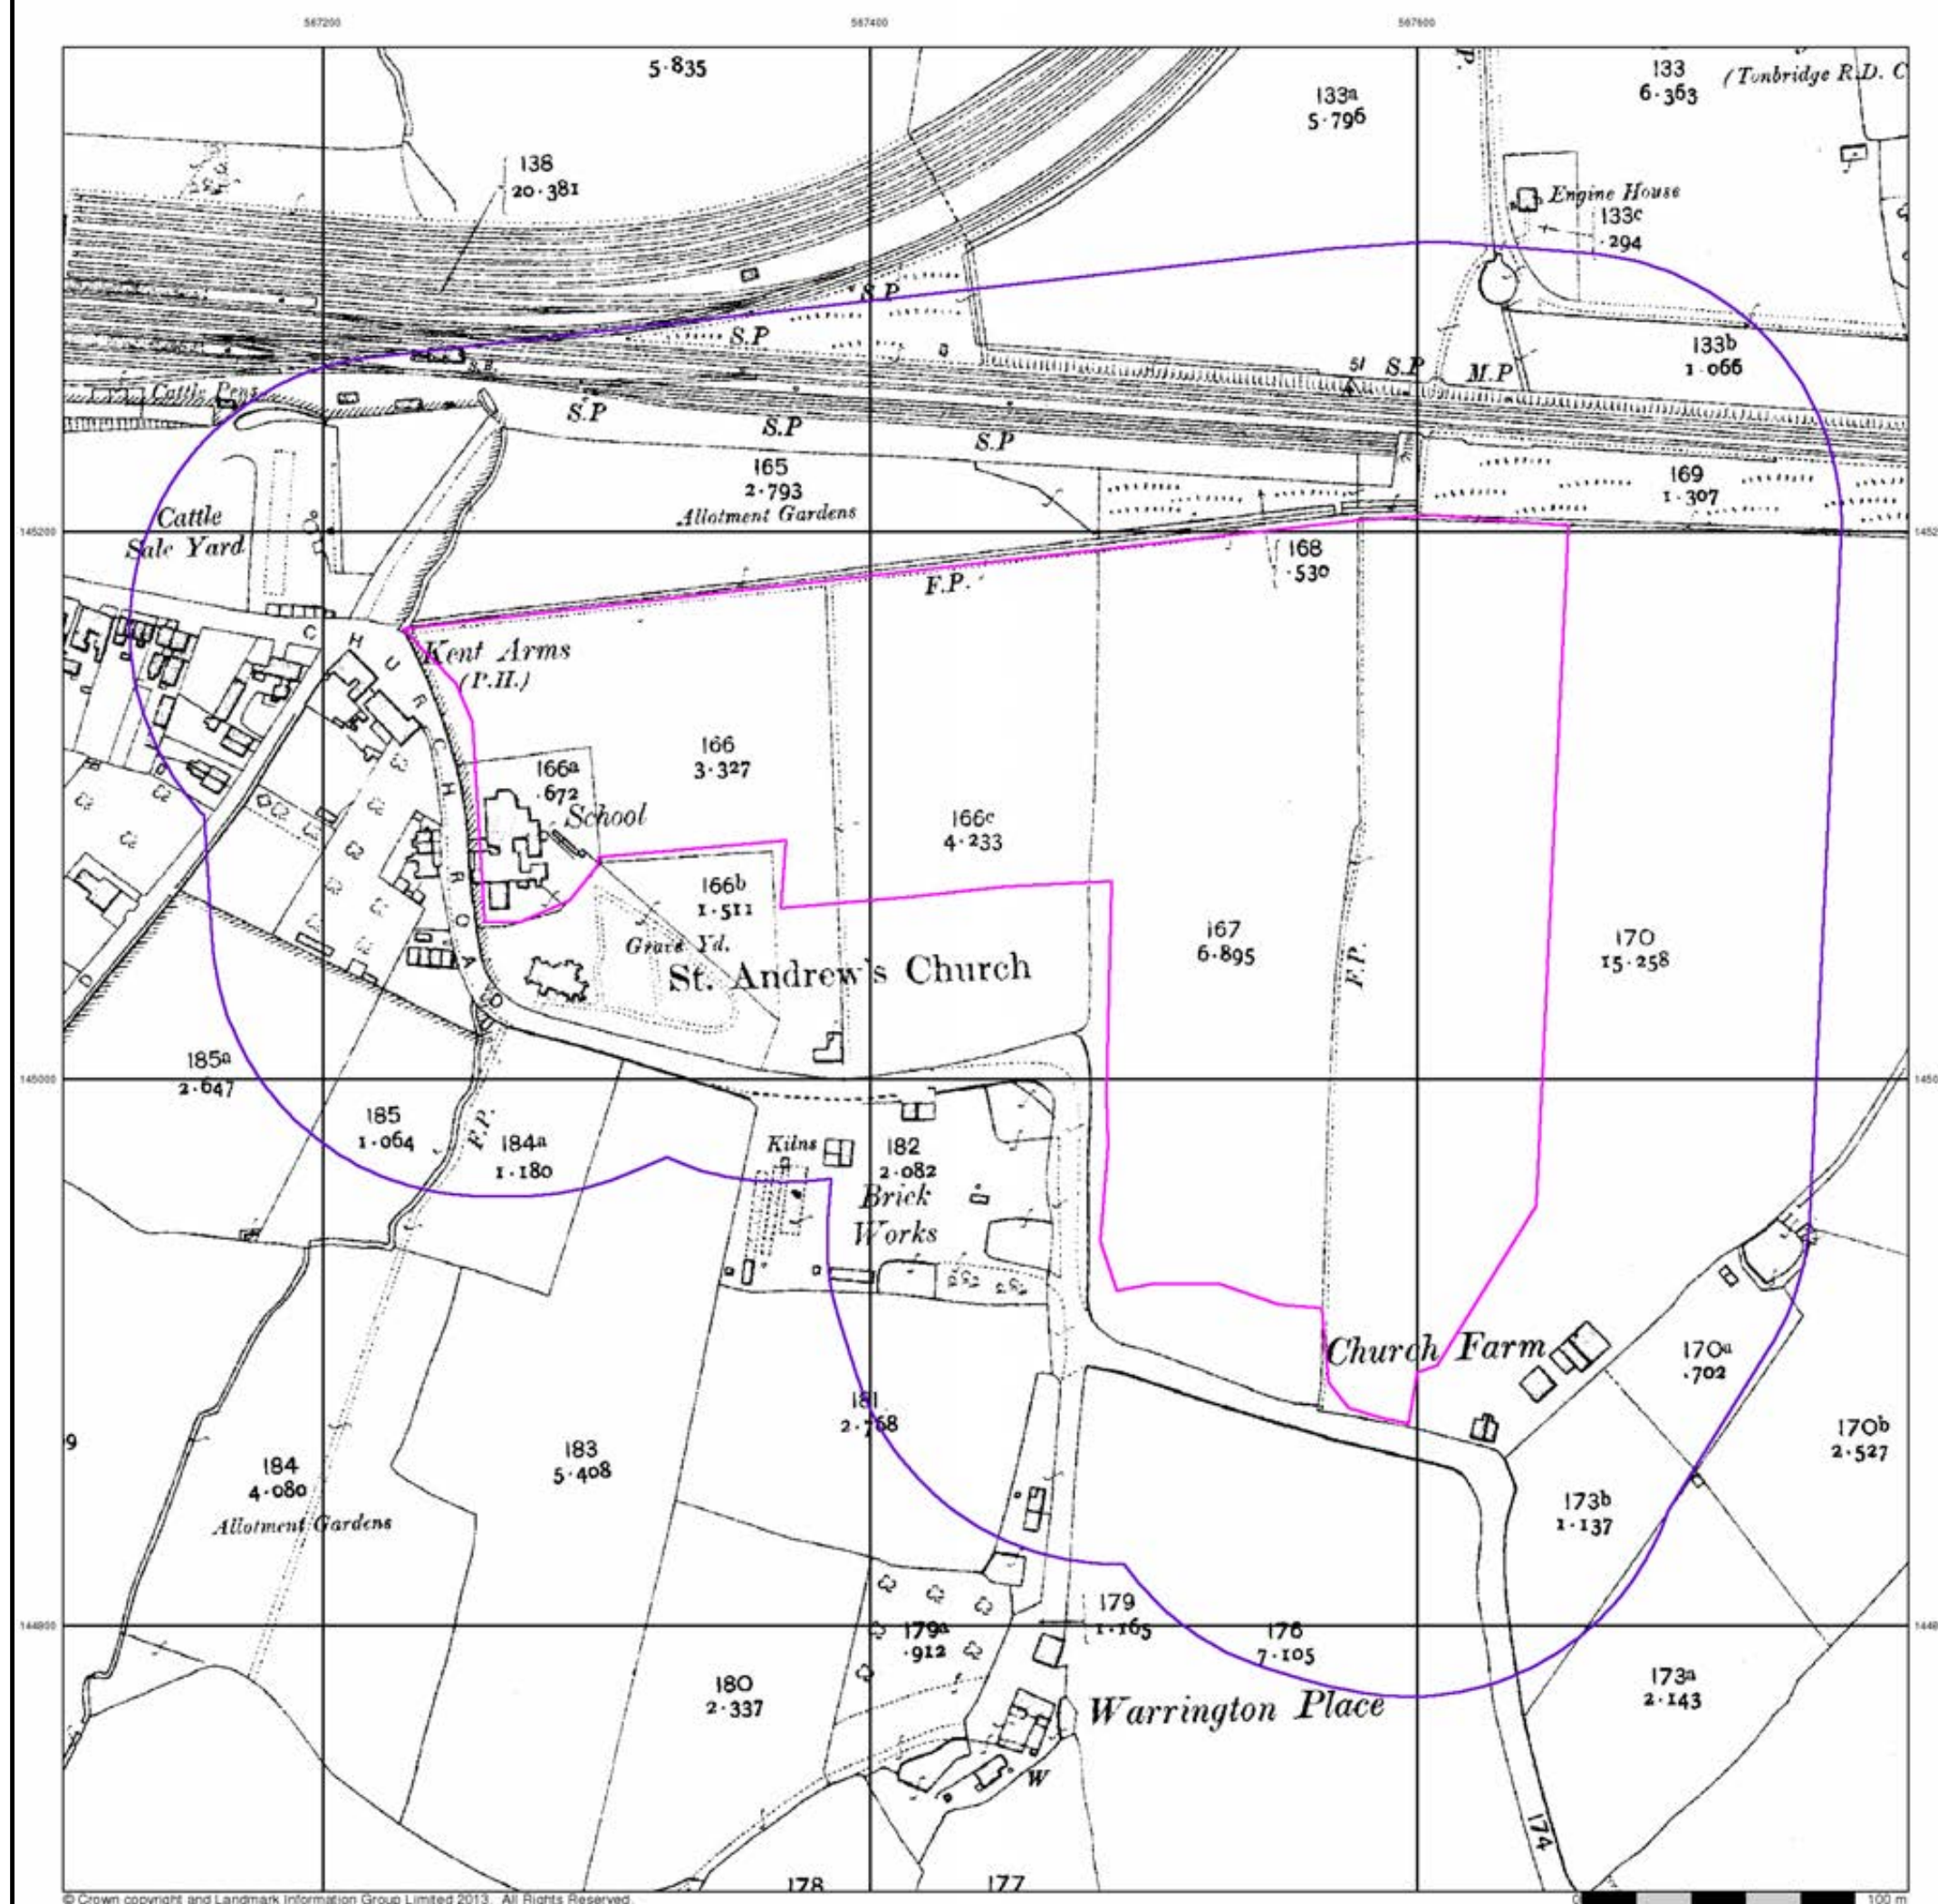 567200
567400
567600
5·835
133a
5·796
P.
133
6·363
(Tonbridge R.D. C
138
20·381
Engine House
133c
·294
S.P
S.P
133b
1·066
51
S.P
M.P
S.B.
Cattle Pens
S.P
S.P
S.P
165
2·793
Allotment Gardens
169
1·307
Cattle
Sale Yard
145200
1452
168
·530
F.P.
CHURCH ROAD
Kent Arms
(P.H.)
166
3·327
166a
·672
School
166c
4·233
166b
1·511
167
6·895
F.P.
170
15·258
Grave Yd.
St. Andrew's Church
D
185a
2·647
145000
1450
185
1·064
F.P.
184a
1·180
Kilns
182
2·082
Brick
Works
Church Farm
170a
·702
181
2·768
170b
2·527
9
184
4·080
Allotment Gardens
183
5·408
173b
1·137
179
1·165
144800
1448
179a
·912
176
7·105
180
2·337
173a
2·143
Warrington Place
W
174
178
177
© Crown copyright and Landmark Information Group Limited 2013. All Rights Reserved.
0
100 m